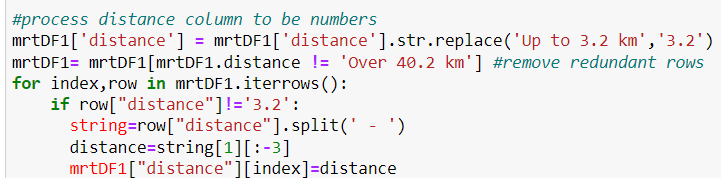 #process distance column to be numbers
mrtDF1['distance'] = mrtDF1['distance'].str.replace('Up to 3.2 km','3.2')
mrtDF1= mrtDF1[mrtDF1.distance != 'Over 40.2 km'] #remove redundant rows
for index,row in mrtDF1.iterrows():
    if row["distance"]!='3.2':
      string=row["distance"].split(' - ')
      distance=string[1][:-3]
      mrtDF1["distance"][index]=distance